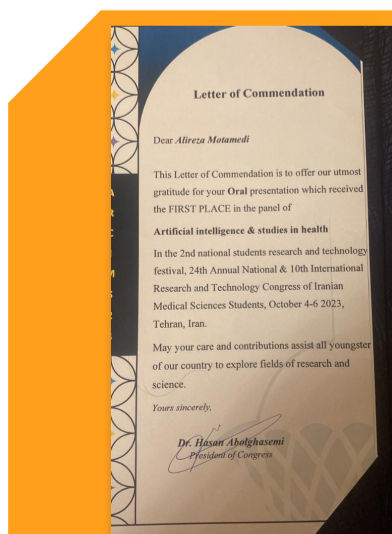 Letter of Commendation
Dear Alireza Motamedi
This Letter of Commendation is to offer our utmost
gratitude for your Oral presentation which received
the FIRST PLACE in the panel of
Artificial intelligence & studies in health
In the 2nd national students research and technology
festival, 24th Annual National & 10th International
Research and Technology Congress of Iranian
Medical Sciences Students, October 4-6 2023,
Tehran, Iran.
May your care and contributions assist all youngster
of our country to explore fields of research and
science.
Yours sincerely,
Dr. Hasan Abolghasemi
President of Congress